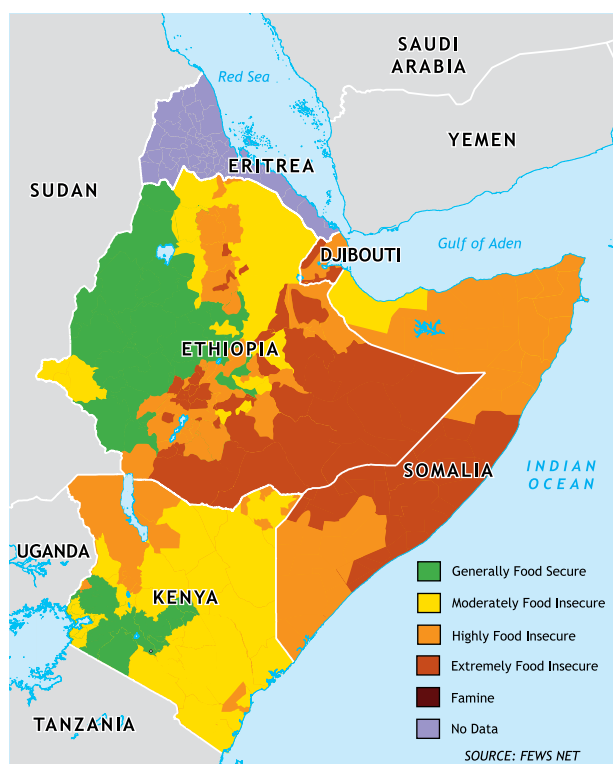 SAUDI
ARABIA
Red Sea
YEMEN
ERITREA
SUDAN
Gulf of Aden
DJIBOUTI
ETHIOPIA
SOMALIA
INDIAN
OCEAN
UGANDA
KENYA
TANZANIA
Generally Food Secure
Moderately Food Insecure
Highly Food Insecure
Extremely Food Insecure
Famine
No Data
SOURCE: FEWS NET